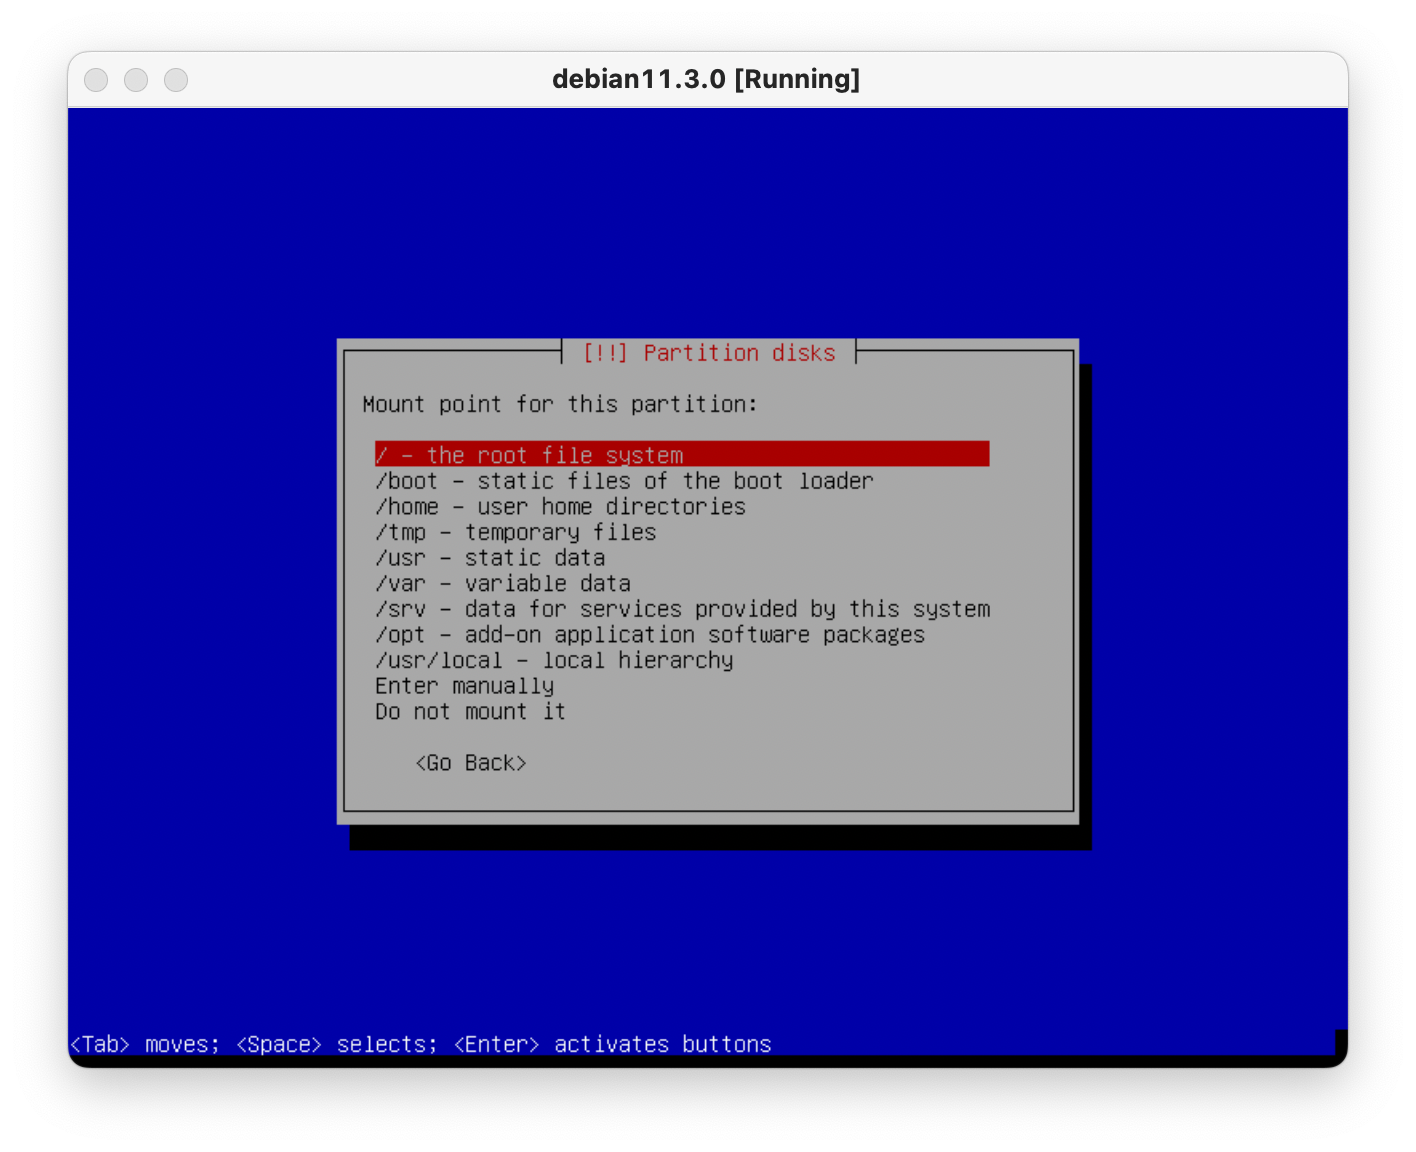 debian11.3.0 [Running]
[!!] Partition disks
Mount point for this partition:
/ - the root file system
/boot - static files of the boot loader
/home - user home directories
/tmp - temporary files
/usr - static data
/var - variable data
/srv - data for services provided by this system
/opt - add-on application software packages
/usr/local - local hierarchy
Enter manually
Do not mount it
<Go Back>
<Tab> moves; <Space> selects; <Enter> activates buttons